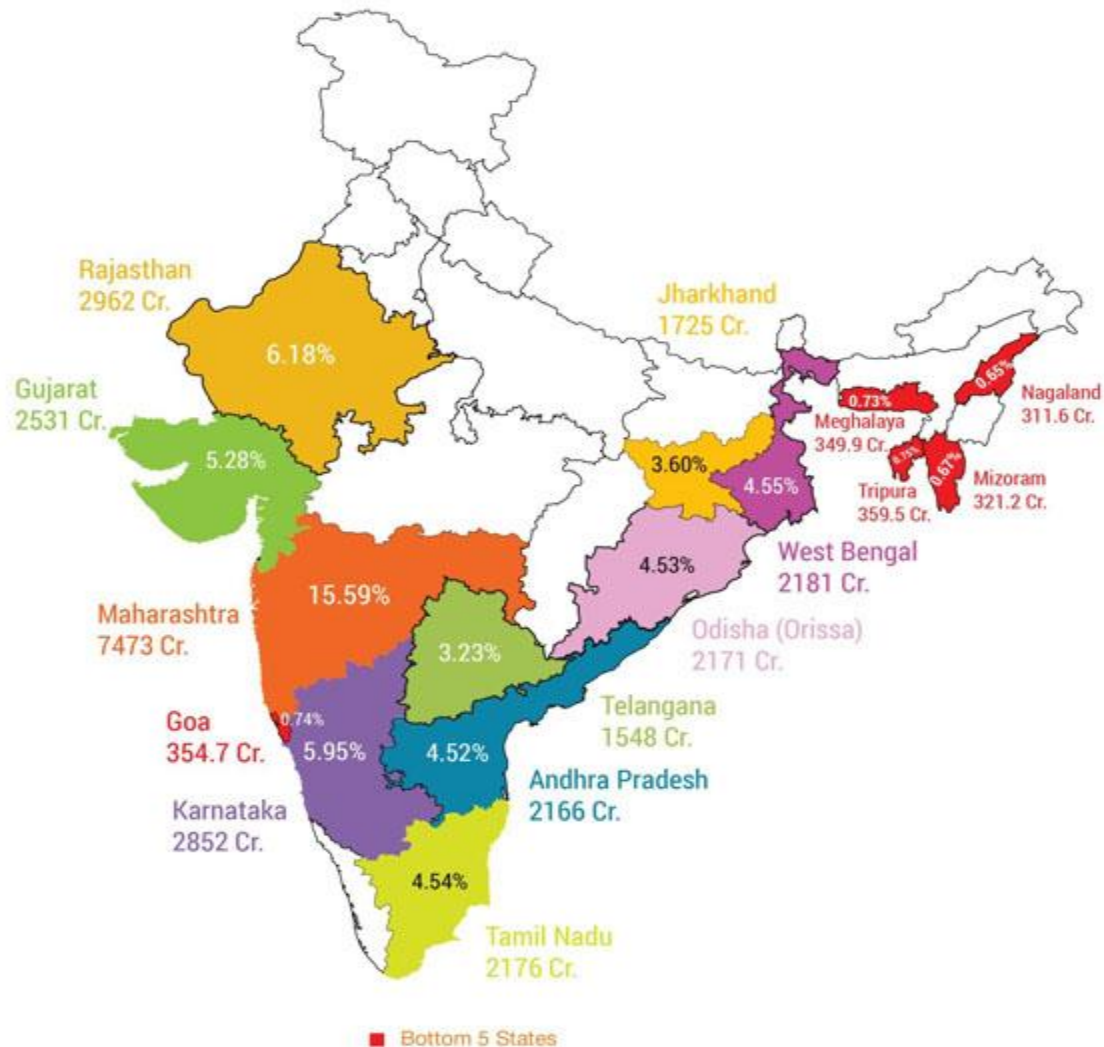 Rajasthan
2962 Cr.
6.18%
Jharkhand
1725 Cr.
Gujarat
2531 Cr.
5.28%
0.65%
Nagaland
311.6 Cr.
0.73%
Meghalaya
349.9 Cr.
3.60%
4.55%
0.75%
Tripura
359.5 Cr.
0.67%
Mizoram
321.2 Cr.
West Bengal
2181 Cr.
4.53%
Odisha (Orissa)
2171 Cr.
15.59%
Maharashtra
7473 Cr.
3.23%
Telangana
1548 Cr.
0.74%
Goa
354.7 Cr.
5.95%
Karnataka
2852 Cr.
4.52%
Andhra Pradesh
2166 Cr.
4.54%
Tamil Nadu
2176 Cr.
Bottom 5 States